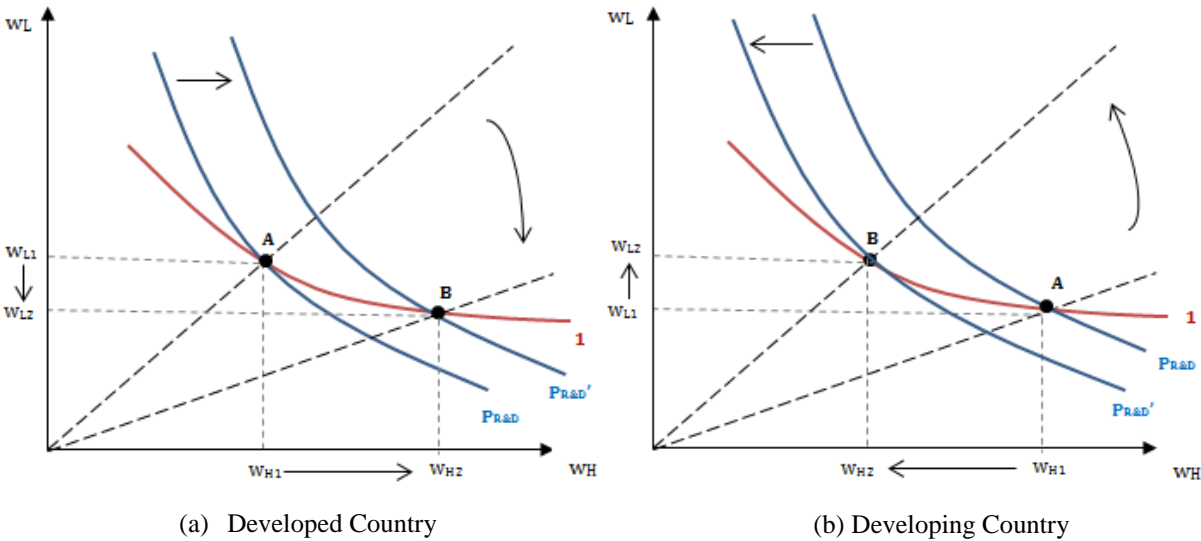 WL
A
WL1
WL2
B
1
PR&D'
PR&D
WH1
WH2
WH
(a) Developed Country
WL
B
WL2
A
WL1
1
PR&D
PR&D'
WH2
WH1
WH
(b) Developing Country